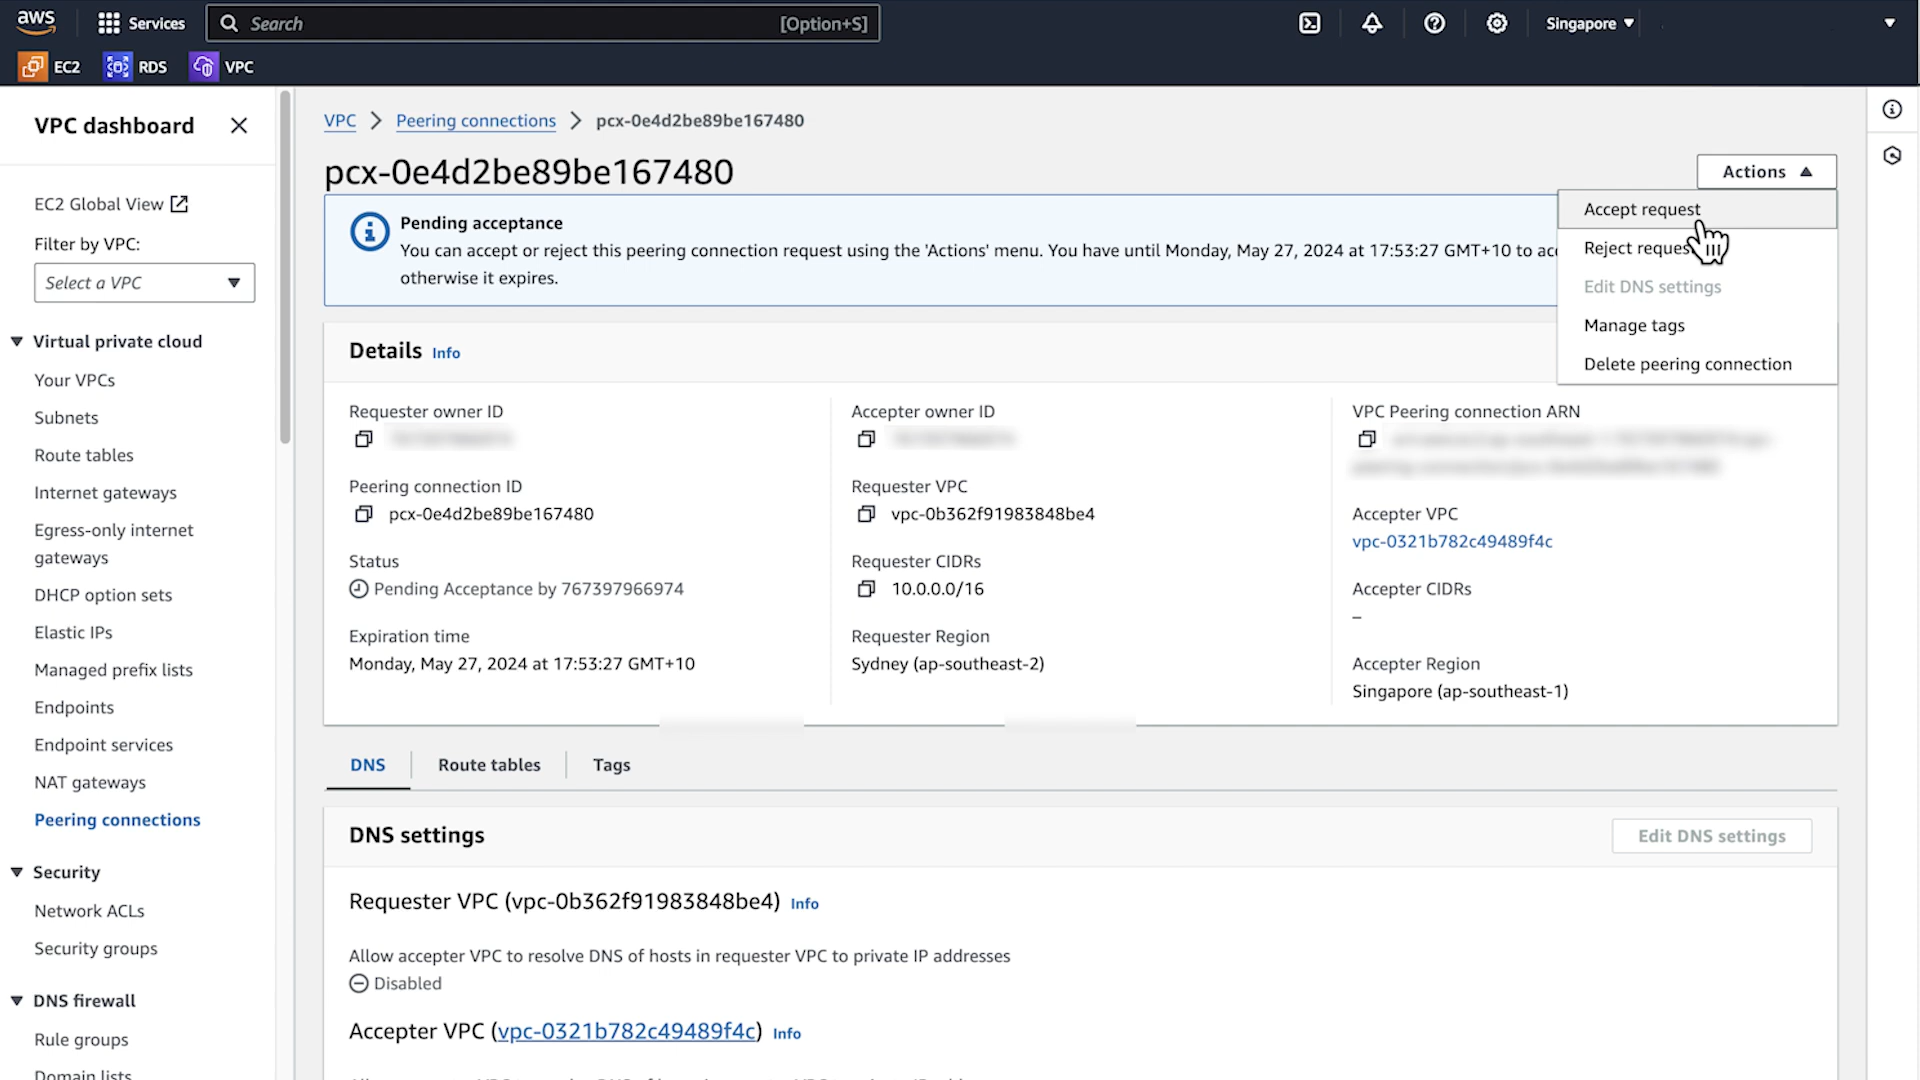 aws
Services
Search
[Option+S]
Singapore
EC2
RDS
VPC
VPC dashboard
EC2 Global View
Filter by VPC:
Select a VPC
Virtual private cloud
Your VPCs
Subnets
Route tables
Internet gateways
Egress-only internet
gateways
DHCP option sets
Elastic IPs
Managed prefix lists
Endpoints
Endpoint services
NAT gateways
Peering connections
Security
Network ACLs
Security groups
DNS firewall
Rule groups
Domain lists
VPC > Peering connections > pcx-0e4d2be89be167480
pcx-0e4d2be89be167480
Actions
Accept request
Reject request
Edit DNS settings
Manage tags
Delete peering connection
Pending acceptance
You can accept or reject this peering connection request using the 'Actions' menu. You have until Monday, May 27, 2024 at 17:53:27 GMT+10 to
otherwise it expires.
Details Info
Requester owner ID
Peering connection ID
pcx-0e4d2be89be167480
Status
Pending Acceptance by 767397966974
Expiration time
Monday, May 27, 2024 at 17:53:27 GMT+10
Accepter owner ID
Requester VPC
vpc-0b362f91983848be4
Requester CIDRs
10.0.0.0/16
Requester Region
Sydney (ap-southeast-2)
VPC Peering connection ARN
Accepter VPC
vpc-0321b782c49489f4c
Accepter CIDRs
–
Accepter Region
Singapore (ap-southeast-1)
DNS
Route tables
Tags
DNS settings
Edit DNS settings
Requester VPC (vpc-0b362f91983848be4) Info
Allow accepter VPC to resolve DNS of hosts in requester VPC to private IP addresses
Disabled
Accepter VPC (vpc-0321b782c49489f4c) Info